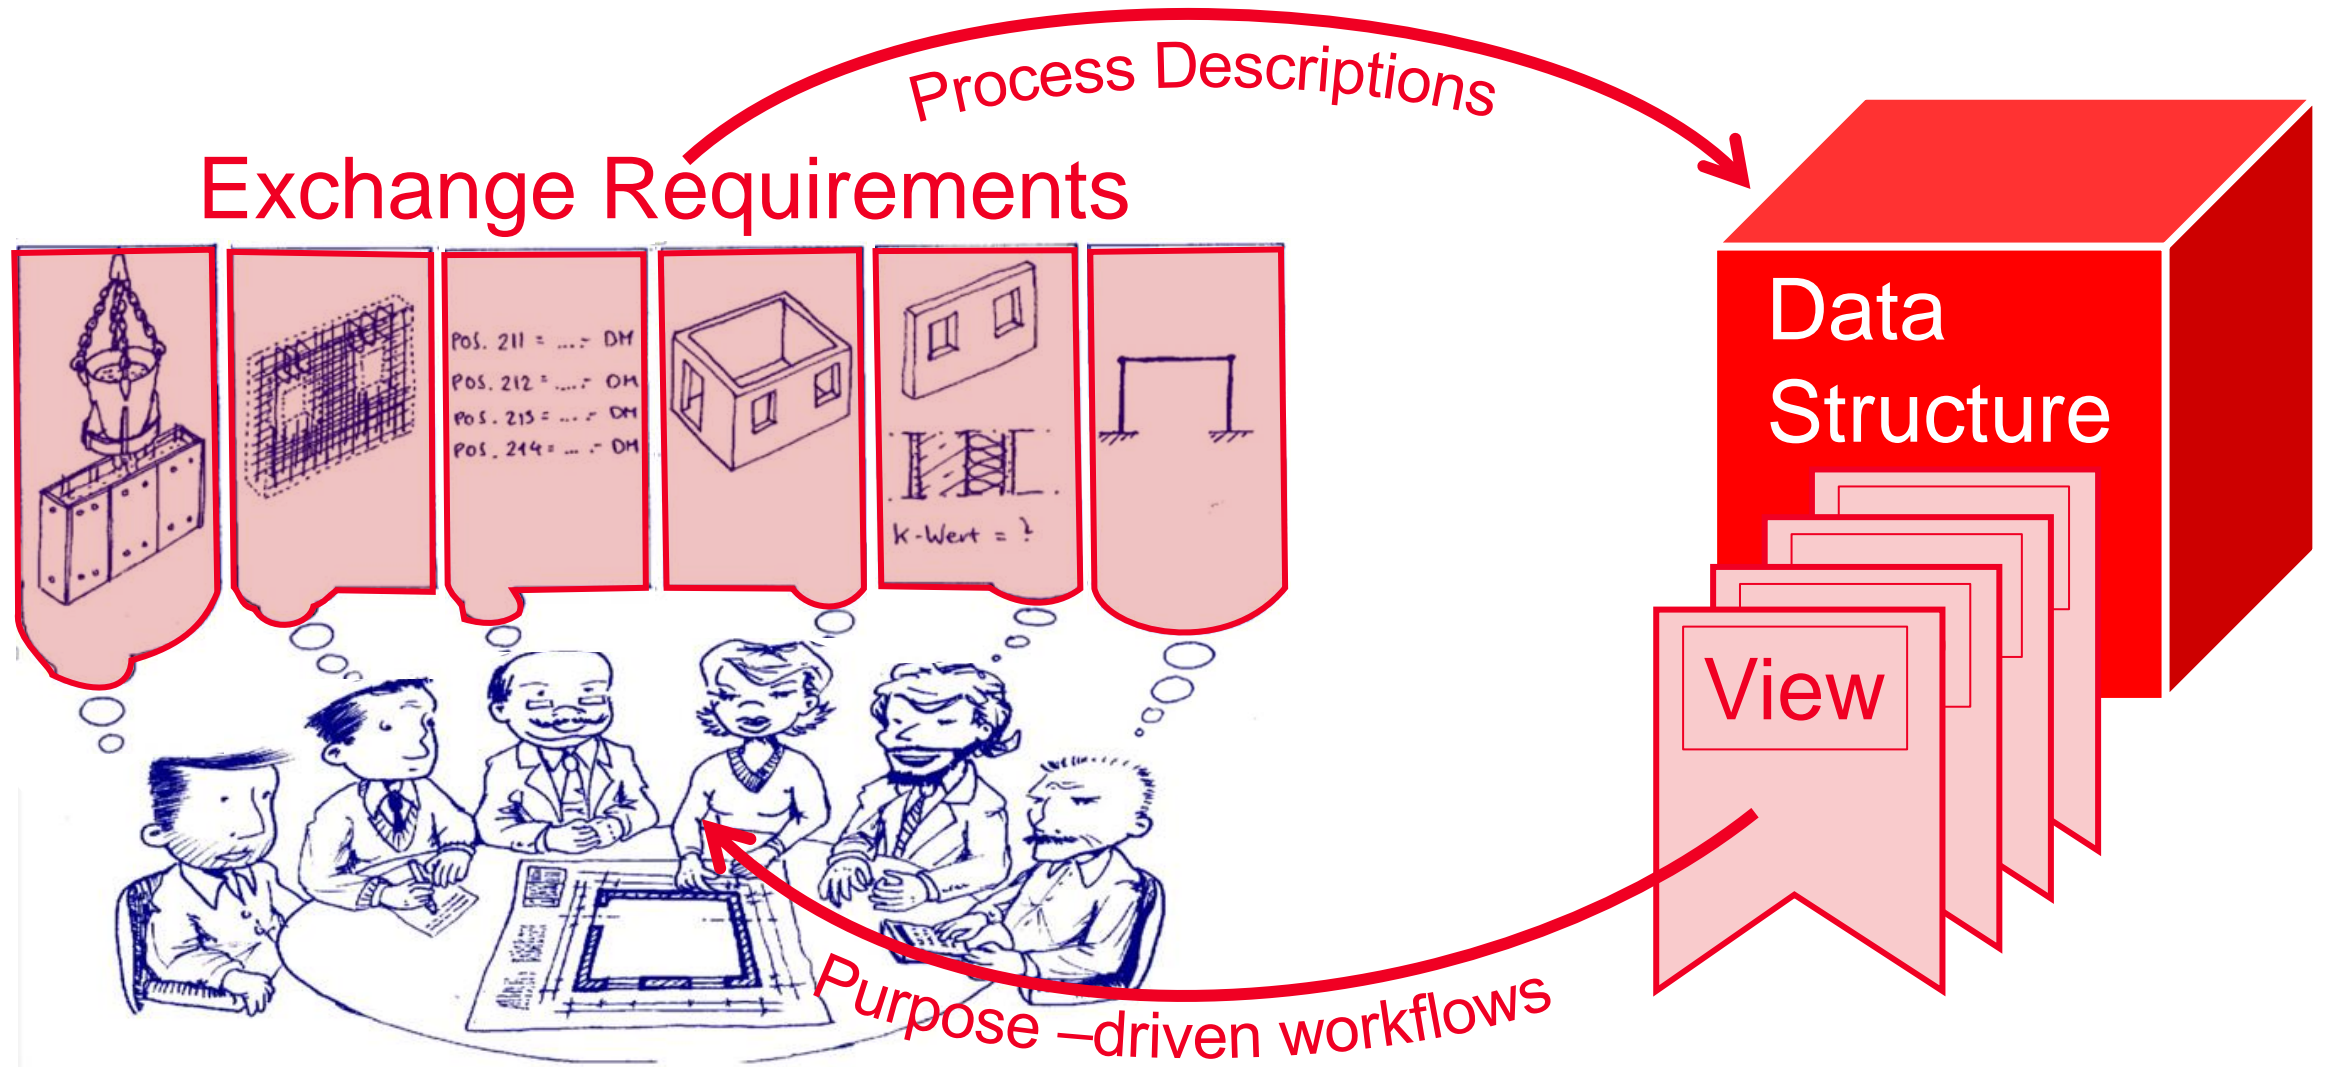 Process Descriptions
Exchange Requirements
POS. 211 = ....- DM
POS. 212 = ....- DM
POS. 213 = ....- DM
POS. 214 = ....- DM
K-Wert = ?
Data
Structure
View
Purpose –driven workflows